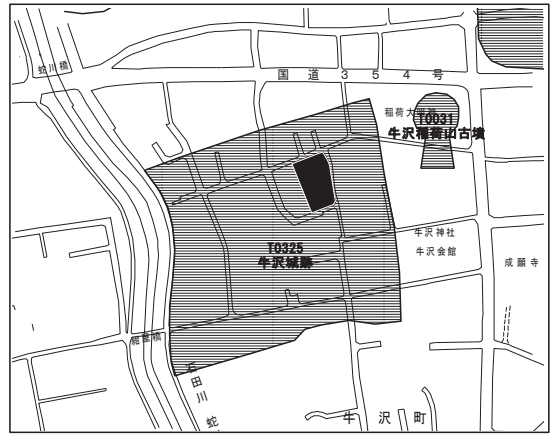 国道354号
蛇川橋
稲荷大明神
T0031
牛沢稲荷山古墳
牛沢神社
牛沢会館
成願寺
T0325
牛沢城跡
紺屋橋
石田川
蛇
牛沢町